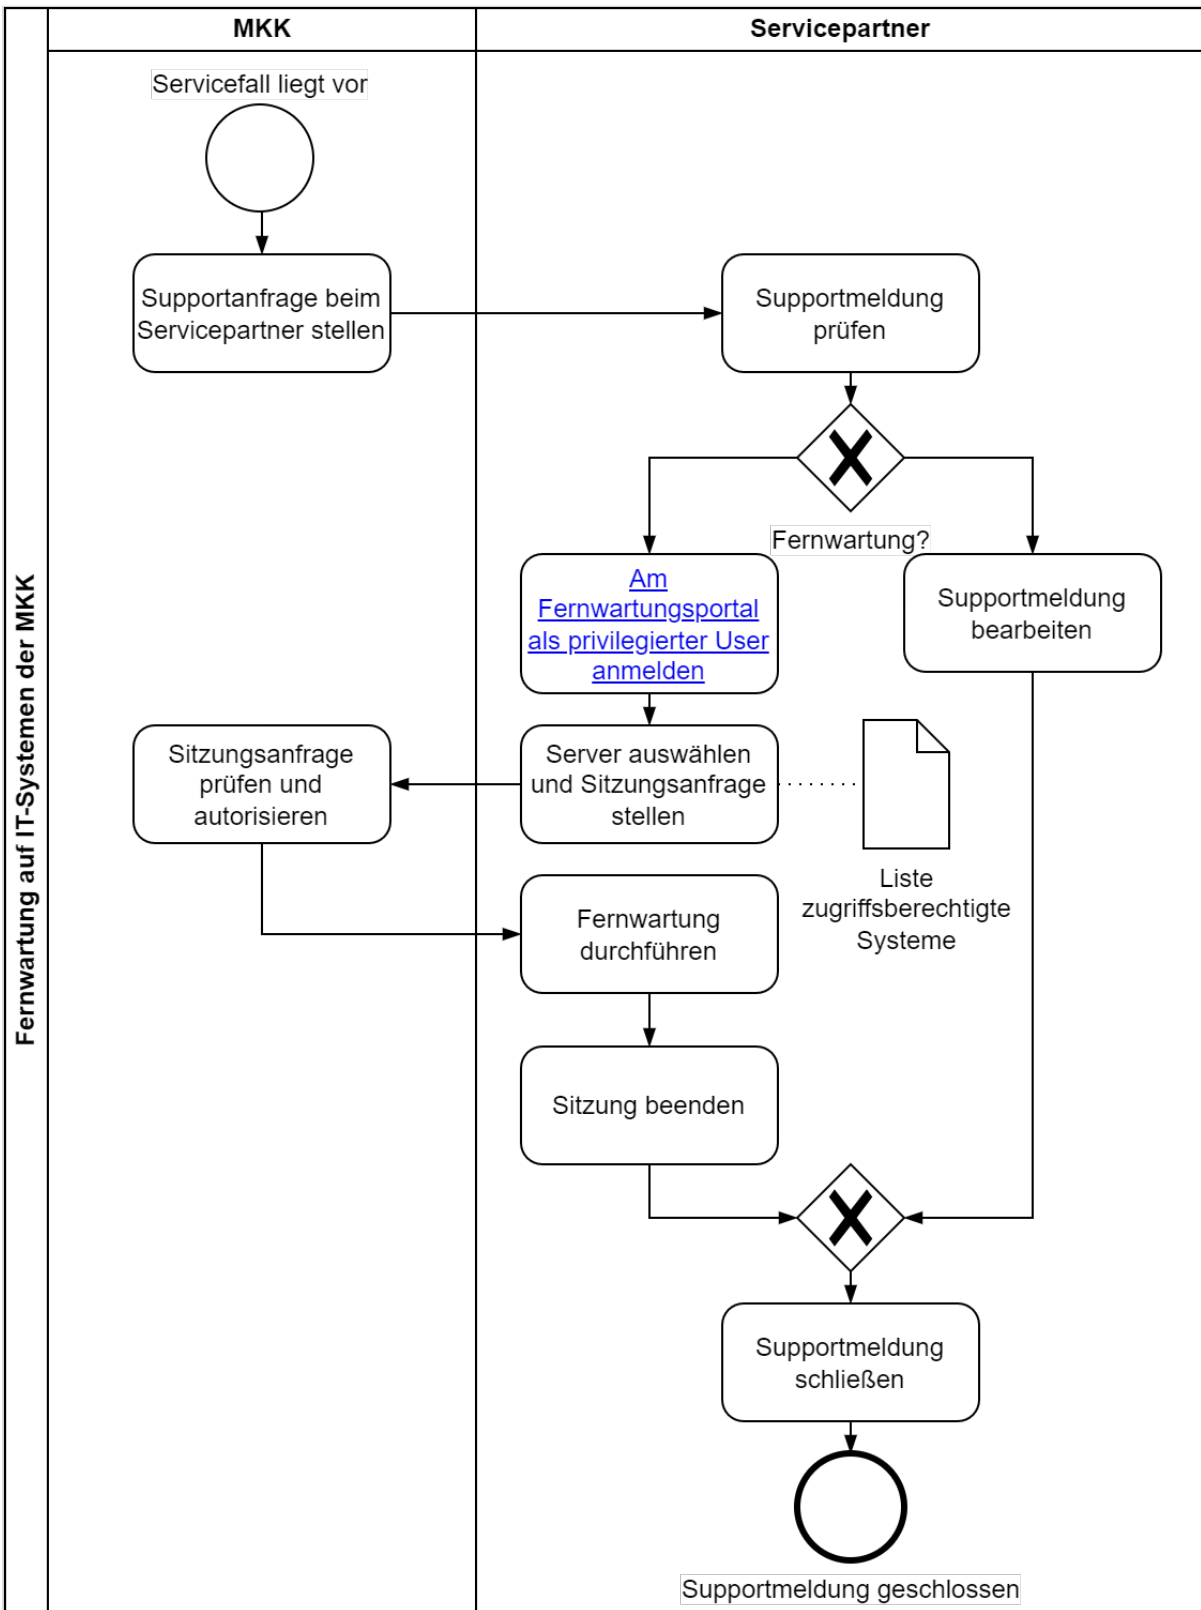 MKK
Servicepartner
Fernwartung auf IT-Systemen der MKK
Servicefall liegt vor
Supportanfrage beim
Servicepartner stellen
Supportmeldung
prüfen
Fernwartung?
Am
Fernwartungsportal
als privilegierter User
anmelden
Supportmeldung
bearbeiten
Server auswählen
und Sitzungsanfrage
stellen
Liste
zugriffsberechtigte
Systeme
Sitzungsanfrage
prüfen und
autorisieren
Fernwartung
durchführen
Sitzung beenden
Supportmeldung
schließen
Supportmeldung geschlossen